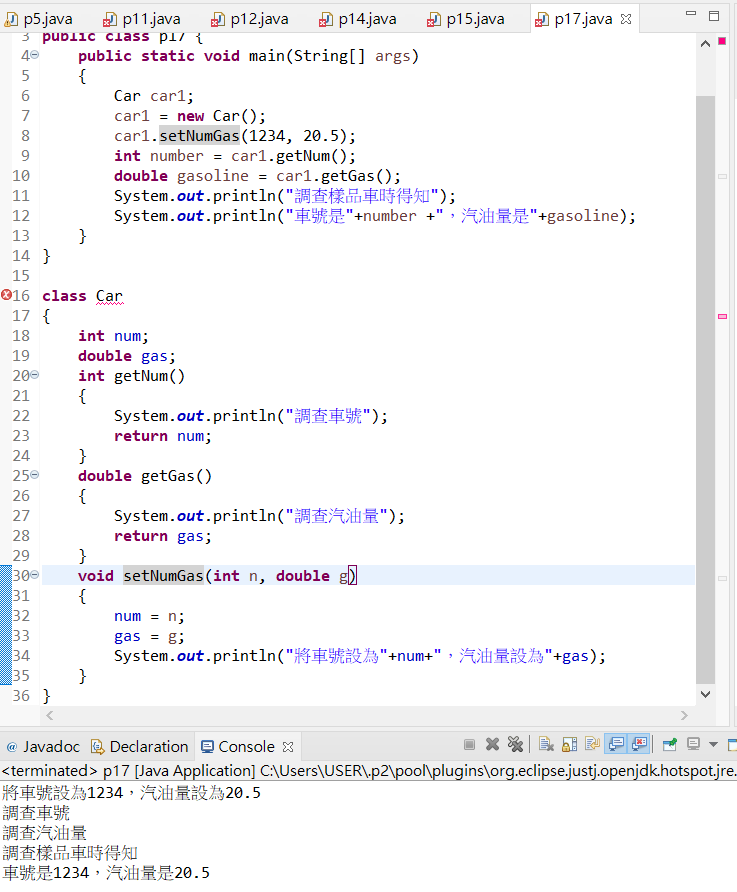 p5.java p11.java p12.java p14.java p15.java p17.java
3 public class p17 {
4 public static void main(String[] args)
5 {
6 Car car1;
7 car1 = new Car();
8 car1.setNumGas(1234, 20.5);
9 int number = car1.getNum();
10 double gasoline = car1.getGas();
11 System.out.println("調查樣品車時得知");
12 System.out.println("車號是"+number +"，汽油量是"+gasoline);
13 }
14 }
15
16 class Car
17 {
18 int num;
19 double gas;
20 int getNum()
21 {
22 System.out.println("調查車號");
23 return num;
24 }
25 double getGas()
26 {
27 System.out.println("調查汽油量");
28 return gas;
29 }
30 void setNumGas(int n, double g)
31 {
32 num = n;
33 gas = g;
34 System.out.println("將車號設為"+num+"，汽油量設為"+gas);
35 }
36 }
@ Javadoc Declaration Console
<terminated> p17 [Java Application] C:\Users\USER\.p2\pool\plugins\org.eclipse.justj.openjdk.hotspot.jre.
將車號設為1234，汽油量設為20.5
調查車號
調查汽油量
調查樣品車時得知
車號是1234，汽油量是20.5